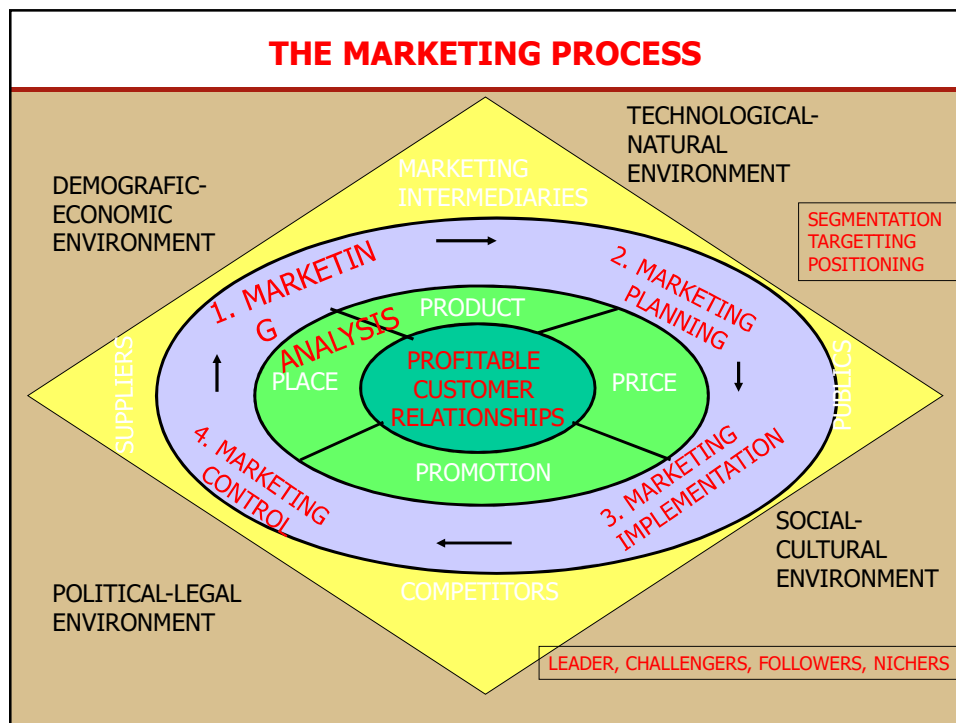 THE MARKETING PROCESS
TECHNOLOGICAL-
NATURAL
ENVIRONMENT
DEMOGRAFIC-
ECONOMIC
ENVIRONMENT
MARKETING
INTERMEDIARIES
SEGMENTATION
TARGETTING
POSITIONING
1. MARKETIN
G
ANALYSIS
2. MARKETING
PLANNING
PRODUCT
PLACE
PROFITABLE
CUSTOMER
RELATIONSHIPS
PRICE
SUPPLIERS
PUBLICS
4. MARKETING
CONTROL
PROMOTION
3. MARKETING
IMPLEMENTATION
SOCIAL-
CULTURAL
ENVIRONMENT
POLITICAL-LEGAL
ENVIRONMENT
COMPETITORS
LEADER, CHALLENGERS, FOLLOWERS, NICHERS